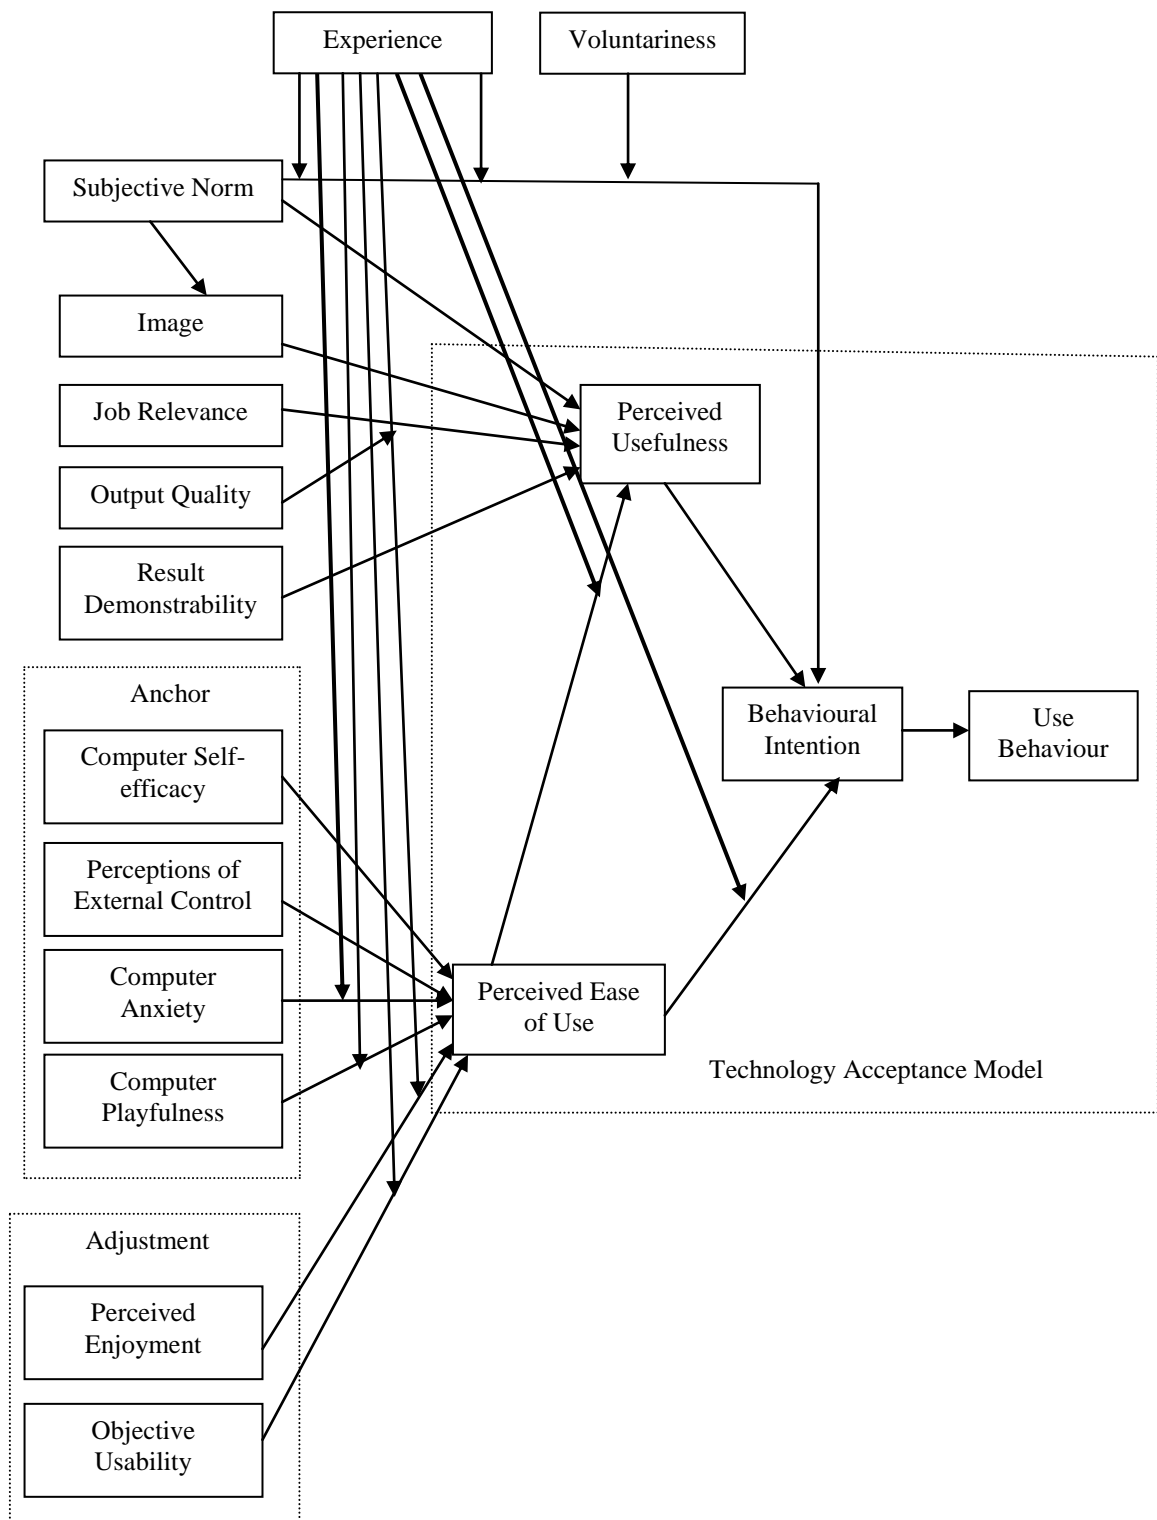 Experience
Voluntariness
Subjective Norm
Image
Job Relevance
Output Quality
Result
Demonstrability
Perceived
Usefulness
Behavioural
Intention
Use
Behaviour
Anchor
Computer Self-
efficacy
Perceptions of
External Control
Computer
Anxiety
Computer
Playfulness
Perceived Ease
of Use
Technology Acceptance Model
Adjustment
Perceived
Enjoyment
Objective
Usability